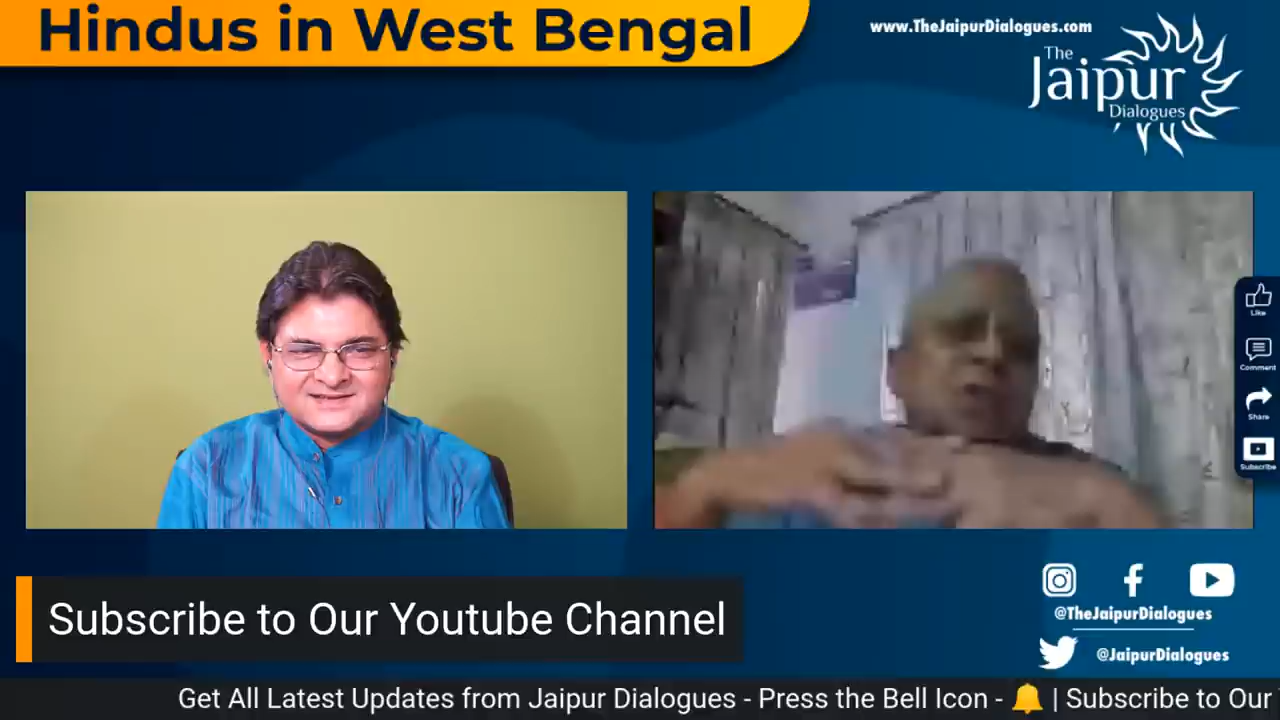 Hindus in West Bengal
www.TheJaipurDialogues.com
The
Jaipur
Dialogues
Like
Comment
Share
Subscribe
Subscribe to Our Youtube Channel
@TheJaipurDialogues
@JaipurDialogues
Get All Latest Updates from Jaipur Dialogues - Press the Bell Icon - 🔔 | Subscribe to Our